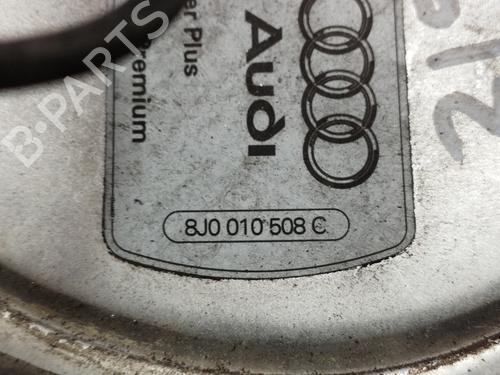 er Plus
Premium
Audi
8J0 010 508 C
B-PARTS